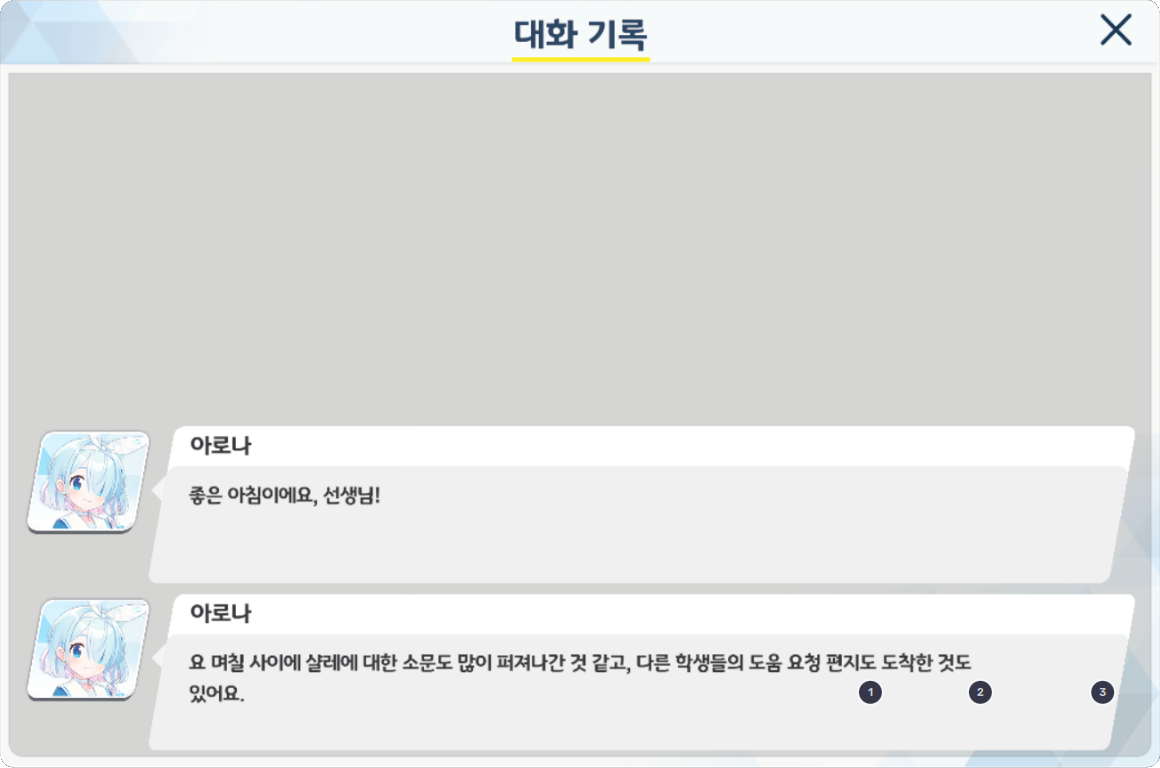 대화 기록
아로나
좋은 아침이에요, 선생님!
아로나
요 며칠 사이에 샬레에 대한 소문도 많이 퍼져나간 것 같고, 다른 학생들의 도움 요청 편지도 도착한 것도
있어요.
1 2 3